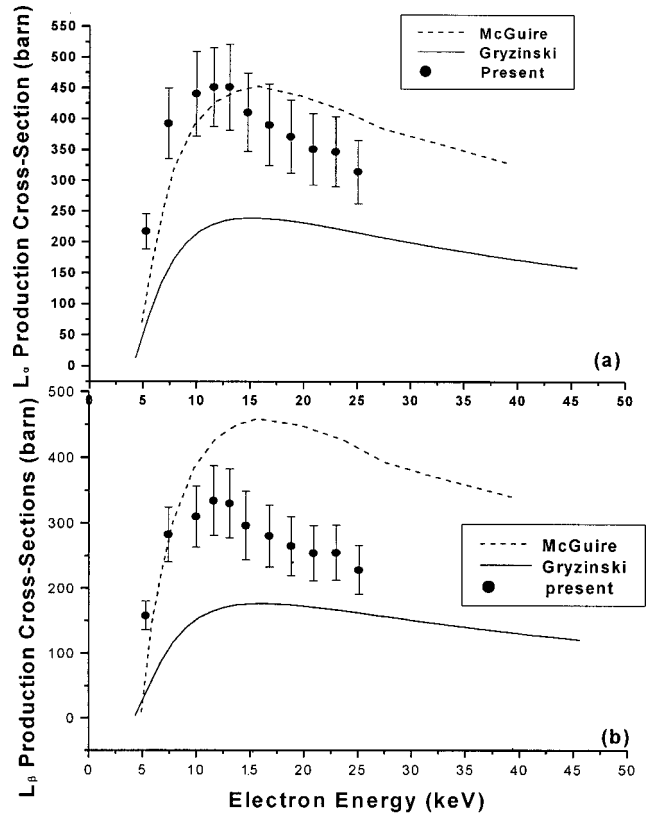 Lα Production Cross-Section (barn)
550
500
450
400
350
300
250
200
150
100
50
0
McGuire
Gryzinski
Present
(a)
0 5 10 15 20 25 30 35 40 45 50
Lβ Production Cross-Sections (barn)
500
400
300
200
100
0
McGuire
Gryzinski
present
(b)
0 5 10 15 20 25 30 35 40 45 50
Electron Energy (keV)